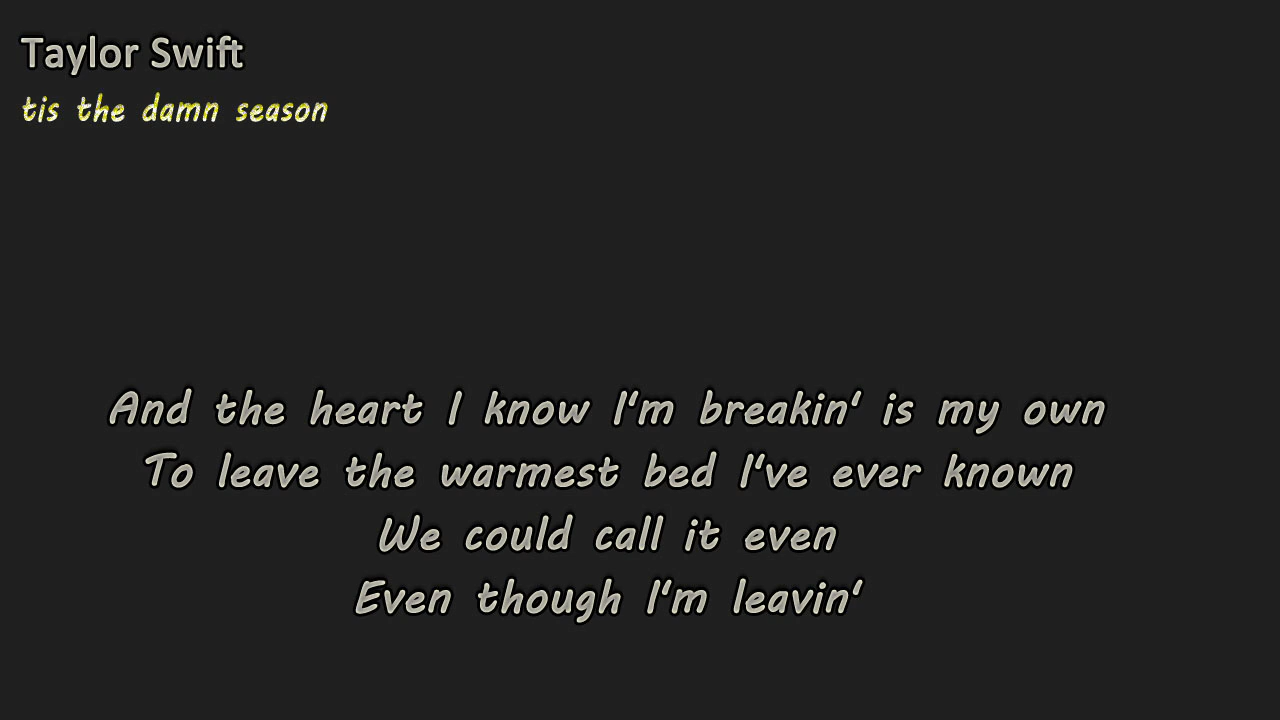 Taylor Swift
tis the damn season
And the heart I know I'm breakin' is my own
To leave the warmest bed I've ever known
We could call it even
Even though I'm leavin'